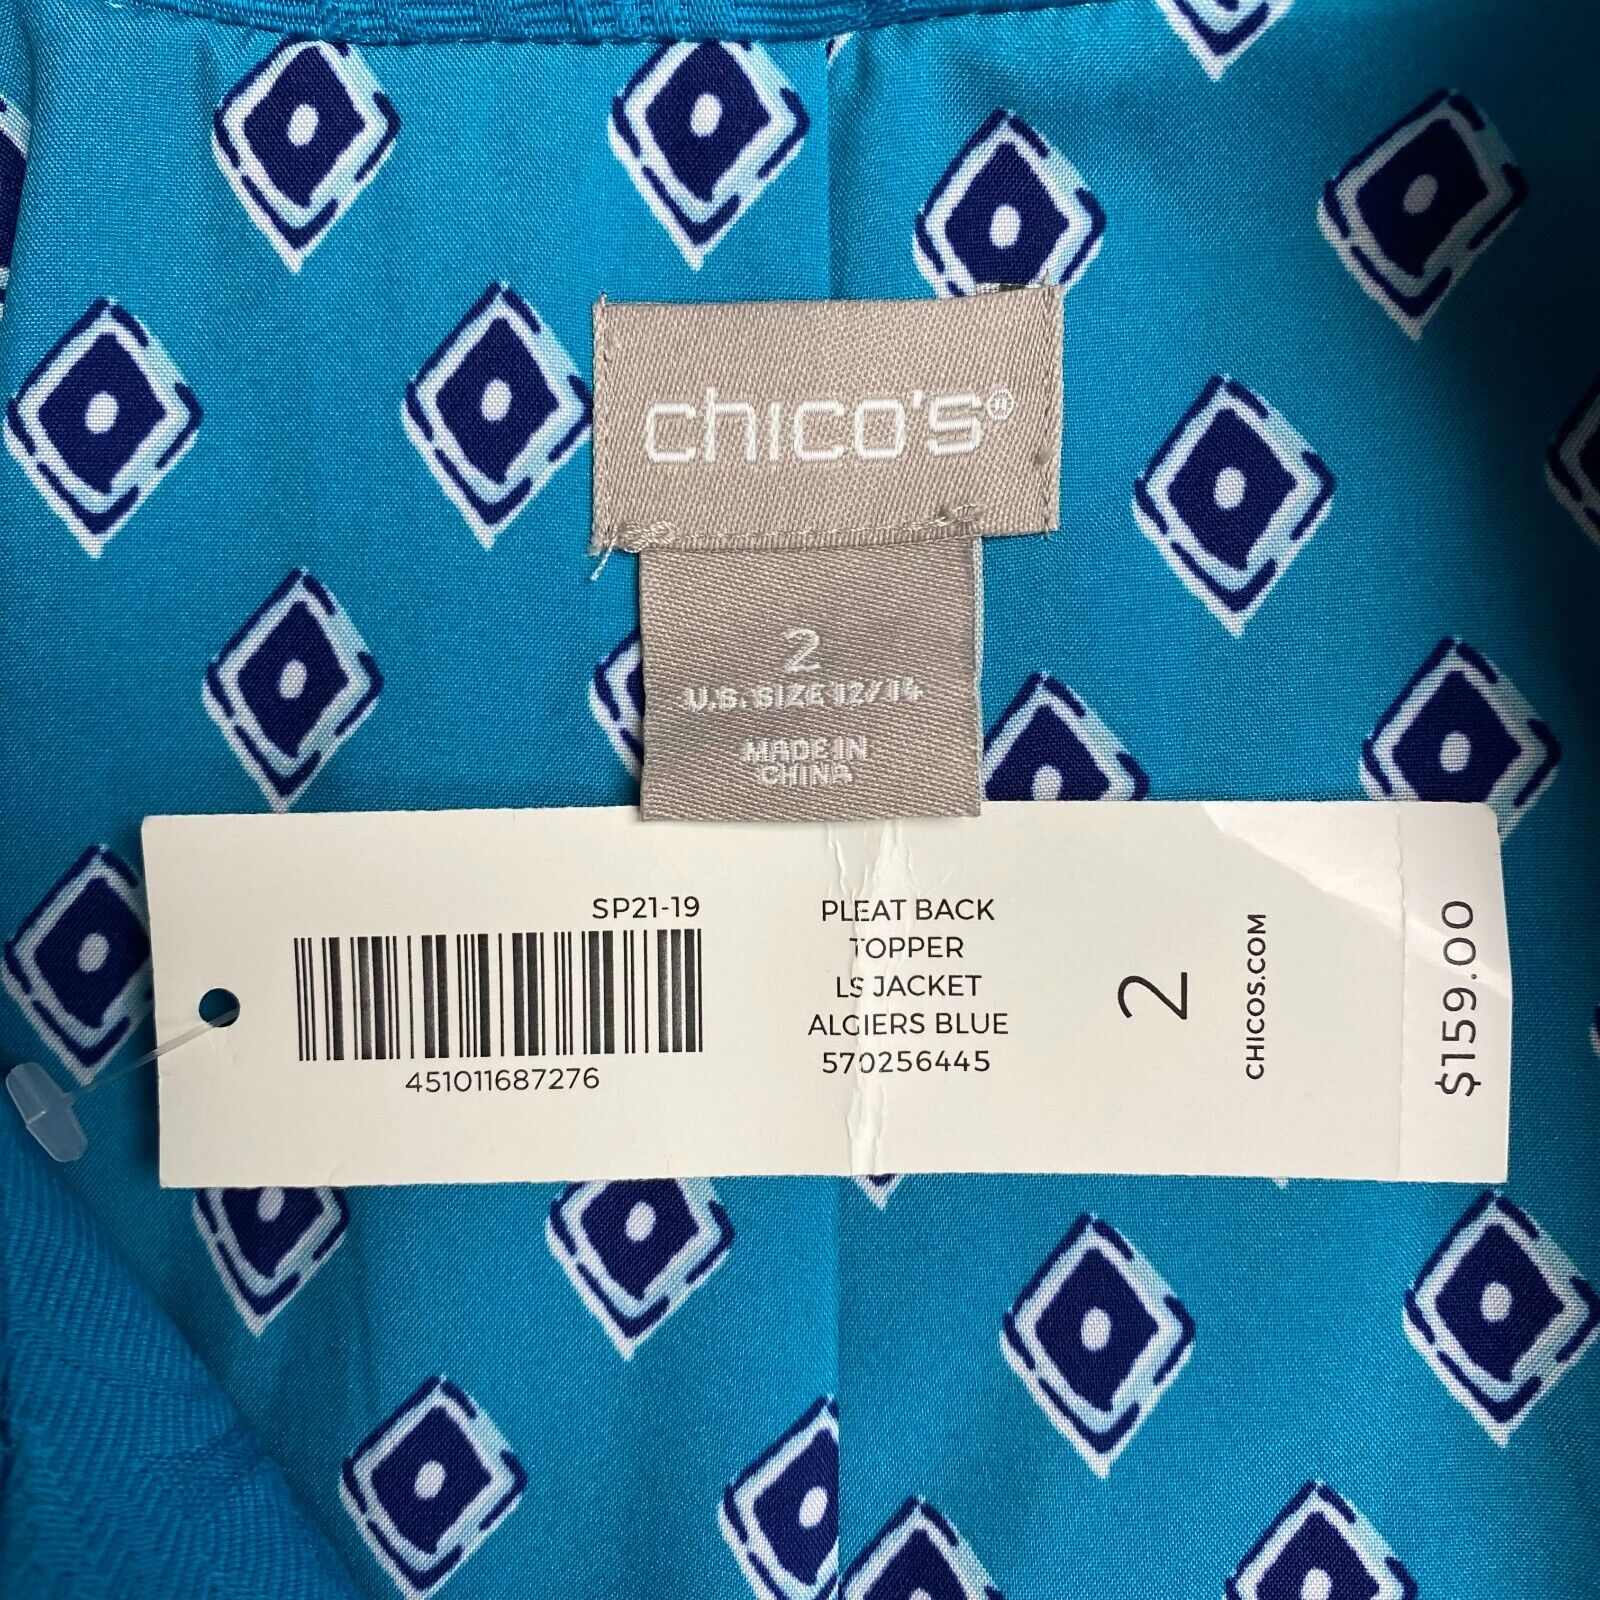 chico's®
2
U.S. SIZE 12/14
MADE IN
CHINA
SP21-19
451011687276
PLEAT BACK
TOPPER
LS JACKET
ALGIERS BLUE
570256445
2
CHICOS.COM
$159.00